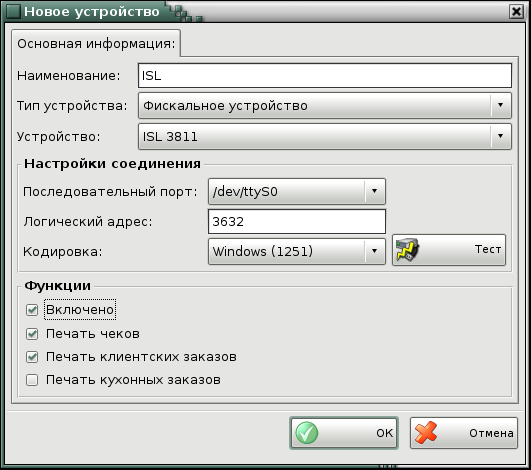 Новое устройство
Основная информация:
Наименование: ISL
Тип устройства: Фискальное устройство
Устройство: ISL 3811
Настройки соединения
Последовательный порт: /dev/ttyS0
Логический адрес: 3632
Кодировка: Windows (1251) Тест
Функции
Включено
Печать чеков
Печать клиентских заказов
Печать кухонных заказов
OK Отмена